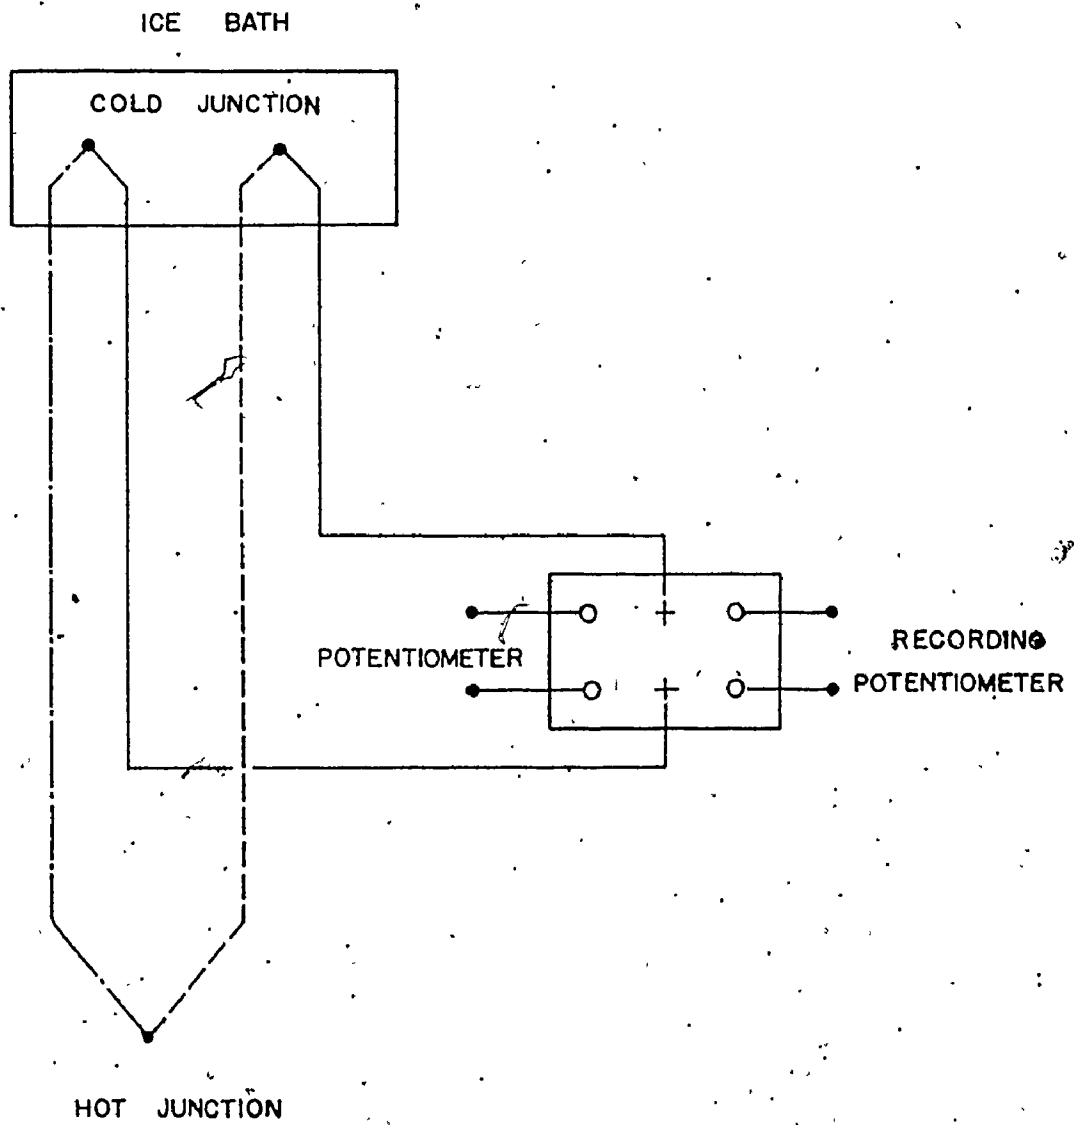 ICE BATH
COLD JUNCTION
POTENTIOMETER
RECORDING
POTENTIOMETER
HOT JUNCTION